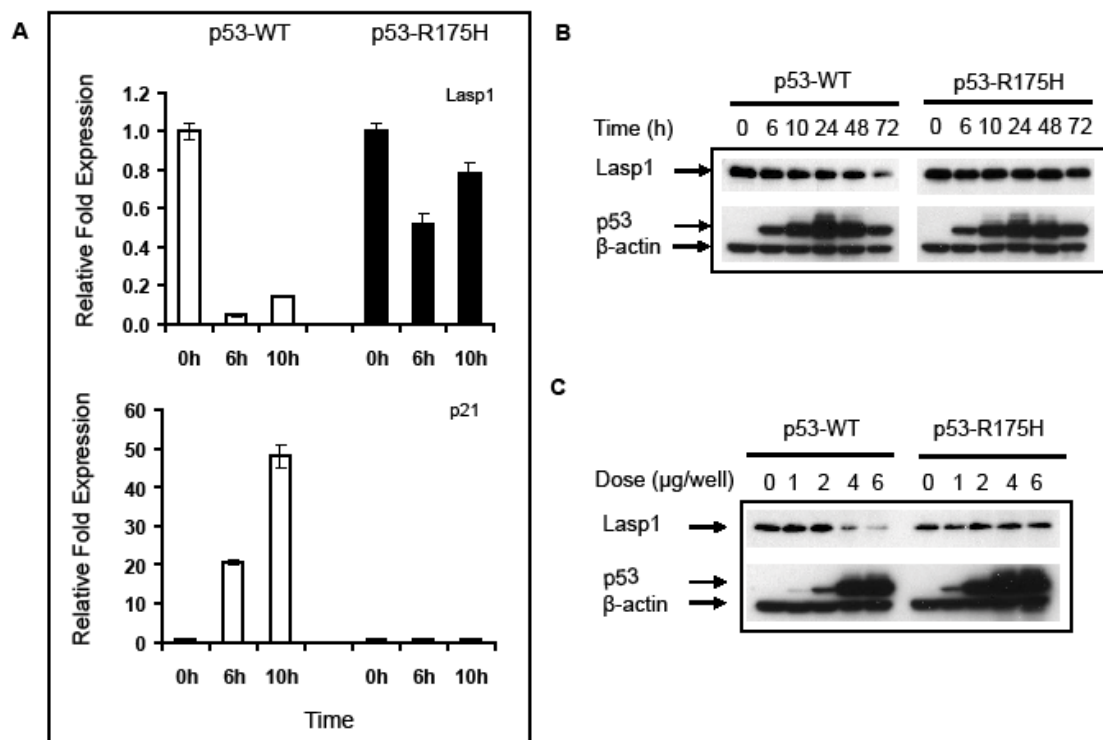 A
p53-WT p53-R175H
Lasp1
Relative Fold Expression
1.2
1.0
0.8
0.6
0.4
0.2
0.0
0h 6h 10h 0h 6h 10h
p21
Relative Fold Expression
60
50
40
30
20
10
0
0h 6h 10h 0h 6h 10h
Time
B
p53-WT p53-R175H
Time (h) 0 6 10 24 48 72 0 6 10 24 48 72
Lasp1
p53
β-actin
C
p53-WT p53-R175H
Dose (µg/well) 0 1 2 4 6 0 1 2 4 6
Lasp1
p53
β-actin